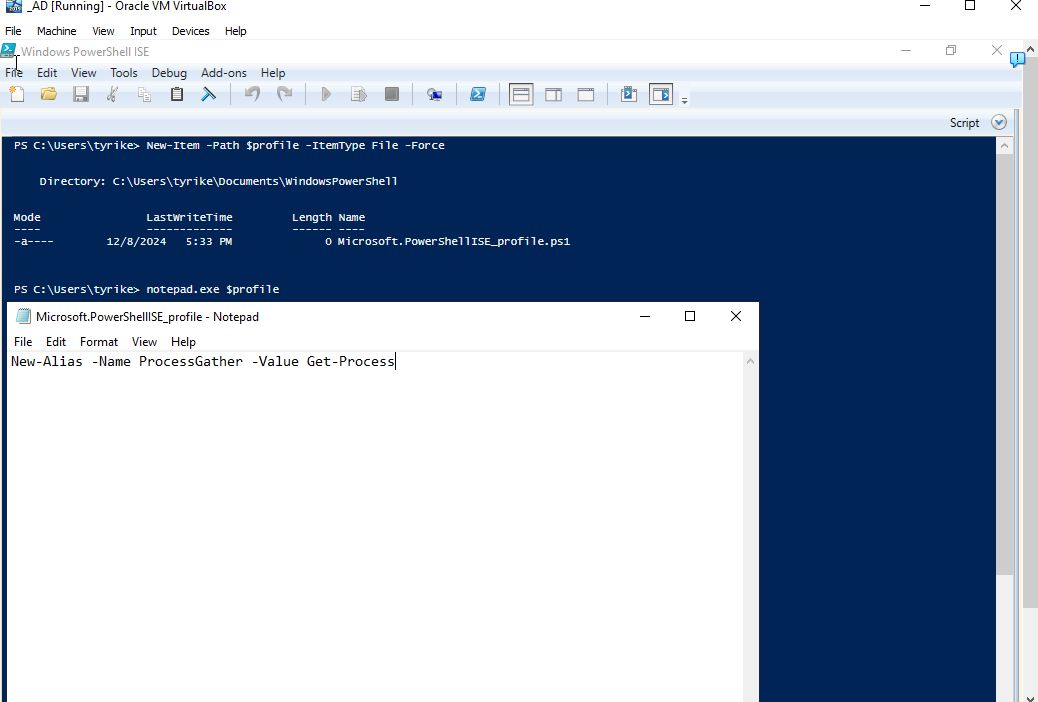 _AD [Running] - Oracle VM VirtualBox
File Machine View Input Devices Help
Windows PowerShell ISE
File Edit View Tools Debug Add-ons Help
Script
PS C:\Users\tyrike> New-Item -Path $profile -ItemType File -Force
Directory: C:\Users\tyrike\Documents\WindowsPowerShell
Mode LastWriteTime Length Name
---- ------------- ------ ----
-a---- 12/8/2024 5:33 PM 0 Microsoft.PowerShellISE_profile.ps1
PS C:\Users\tyrike> notepad.exe $profile
Microsoft.PowerShellISE_profile - Notepad
File Edit Format View Help
New-Alias -Name ProcessGather -Value Get-Process